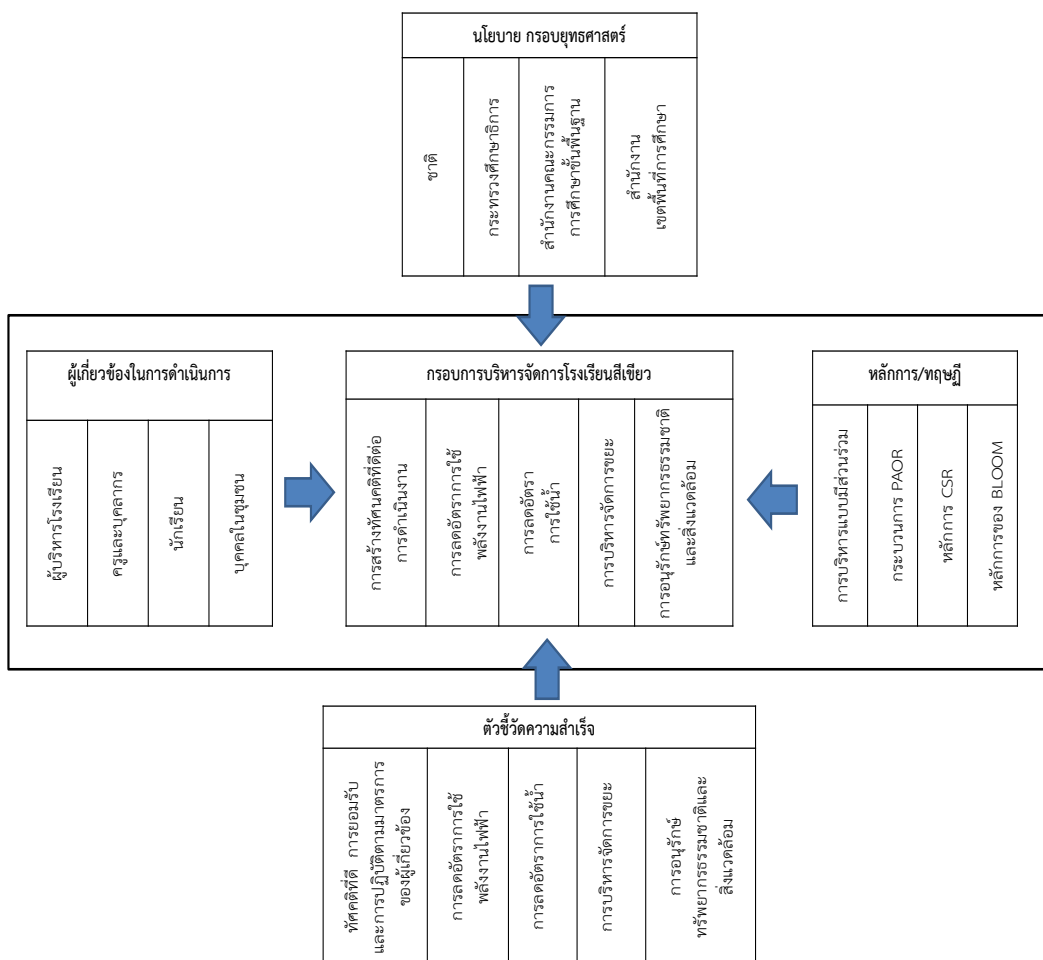 นโยบาย กรอบยุทธศาสตร์
ชาติ
กระทรวงศึกษาธิการ
สำนักงานคณะกรรมการ
การศึกษาขั้นพื้นฐาน
สำนักงาน
เขตพื้นที่การศึกษา
ผู้เกี่ยวข้องในการดำเนินการ
ผู้บริหารโรงเรียน
ครูและบุคลากร
นักเรียน
บุคคลในชุมชน
กรอบการบริหารจัดการโรงเรียนสีเขียว
การสร้างทัศนคติที่ดีต่อ
การดำเนินงาน
การลดอัตราการใช้
พลังงานไฟฟ้า
การลดอัตรา
การใช้น้ำ
การบริหารจัดการขยะ
การอนุรักษ์ทรัพยากรธรรมชาติ
และสิ่งแวดล้อม
หลักการ/ทฤษฏี
การบริหารแบบมีส่วนร่วม
กระบวนการ PAOR
หลักการ CSR
หลักการของ BLOOM
ตัวชี้วัดความสำเร็จ
ทัศคติที่ดี การยอมรับ
และการปฏิบัติตามมาตรการ
ของผู้เกี่ยวข้อง
การลดอัตราการใช้
พลังงานไฟฟ้า
การลดอัตราการใช้น้ำ
การบริหารจัดการขยะ
การอนุรักษ์
ทรัพยากรธรรมชาติและ
สิ่งแวดล้อม